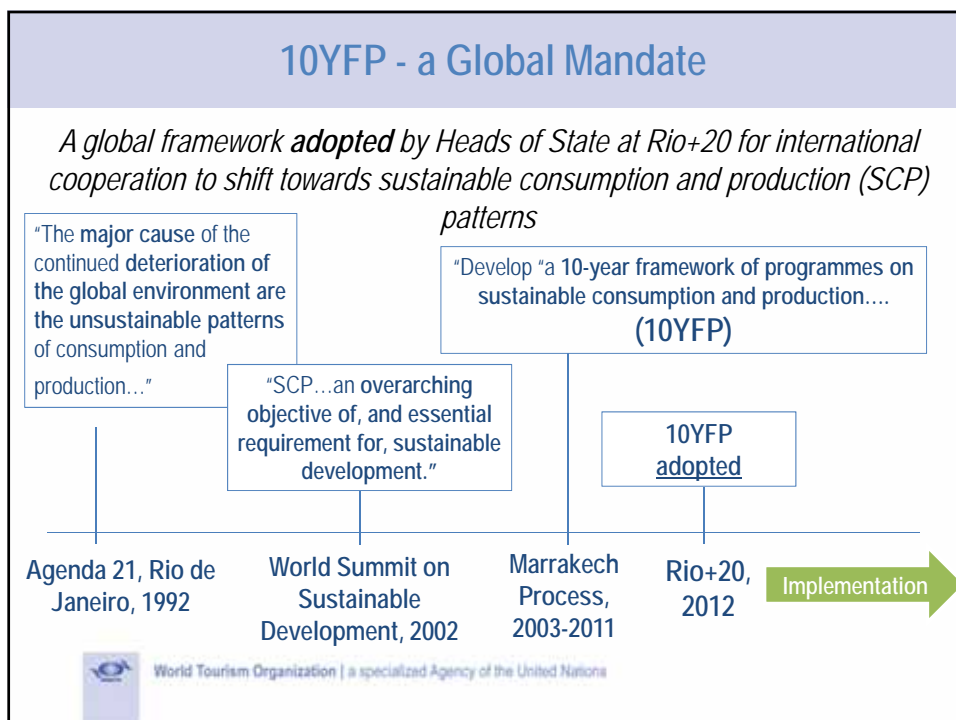 10YFP - a Global Mandate
A global framework adopted by Heads of State at Rio+20 for international
cooperation to shift towards sustainable consumption and production (SCP)
patterns
“The major cause of the
continued deterioration of
the global environment are
the unsustainable patterns
of consumption and
production…”
“SCP…an overarching
objective of, and essential
requirement for, sustainable
development.”
“Develop “a 10-year framework of programmes on
sustainable consumption and production….
(10YFP)
10YFP
adopted
Agenda 21, Rio de
Janeiro, 1992
World Summit on
Sustainable
Development, 2002
Marrakech
Process,
2003-2011
Rio+20,
2012
Implementation
World Tourism Organization | a specialized Agency of the United Nations